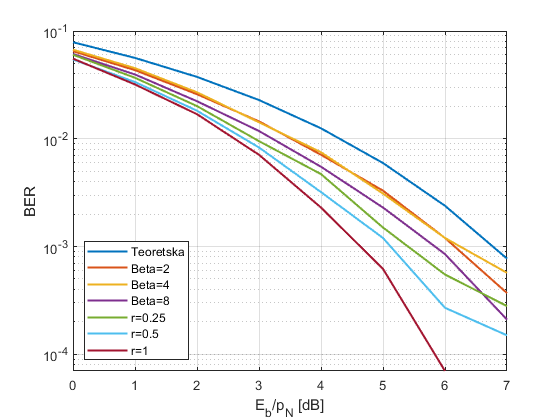 10^-1
10^-2
10^-3
10^-4
BER
Teoretska
Beta=2
Beta=4
Beta=8
r=0.25
r=0.5
r=1
0 1 2 3 4 5 6 7
E_b/p_N [dB]